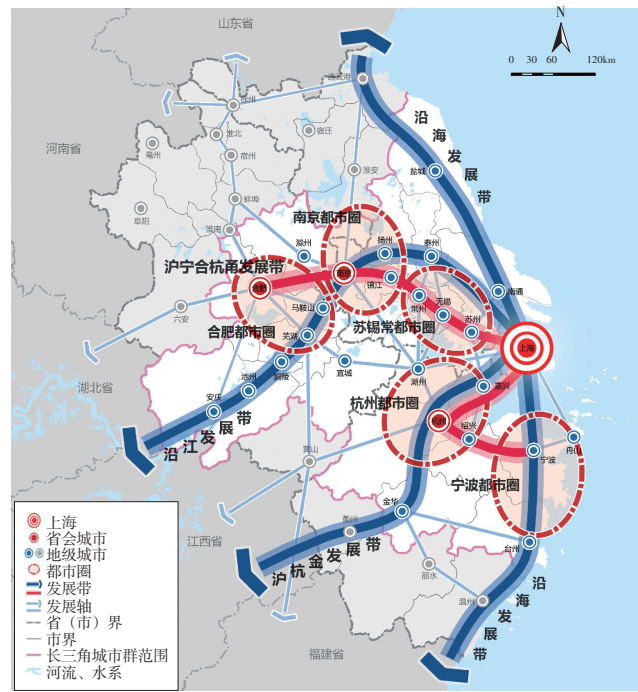 山东省
N
0 30 60 120km
连云港
徐州
沿海发展带
淮北
宿迁
河南省
亳州
宿州
淮安
盐城
蚌埠
阜阳
南京都市圈
淮南
滁州
扬州
泰州
沪宁合杭甬发展带
南京
镇江
合肥
南通
六安
马鞍山
常州
无锡
合肥都市圈
苏锡常都市圈
苏州
芜湖
上海
铜陵
宣城
湖州
嘉兴
湖北省
池州
安庆
杭州都市圈
杭州
绍兴
沿江发展带
舟山
黄山
宁波
宁波都市圈
金华
衢州
江西省
台州
沪杭金发展带
丽水
沿海发展带
温州
福建省
上海
省会城市
地级城市
都市圈
发展带
发展轴
省（市）界
市界
长三角城市群范围
河流、水系